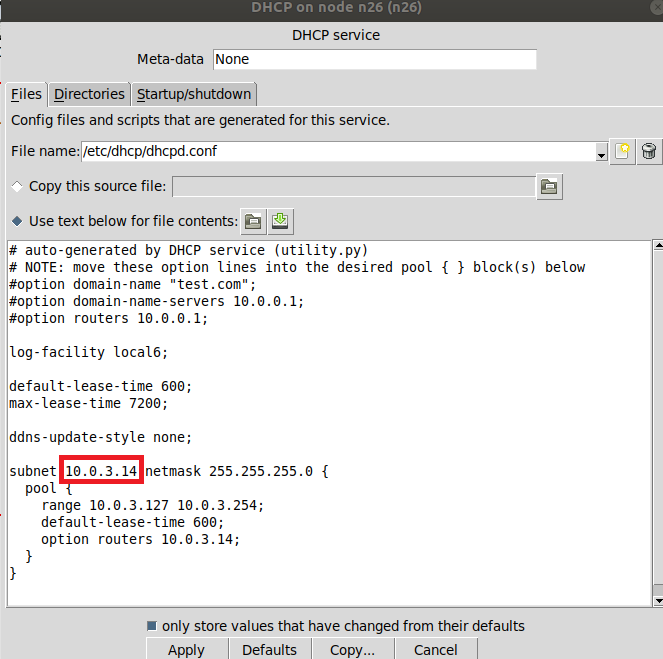 DHCP on node n26 (n26)
DHCP service
Meta-data None
Files Directories Startup/shutdown
Config files and scripts that are generated for this service.
File name: /etc/dhcp/dhcpd.conf
Copy this source file:
Use text below for file contents:
# auto-generated by DHCP service (utility.py)
# NOTE: move these option lines into the desired pool { } block(s) below
#option domain-name "test.com";
#option domain-name-servers 10.0.0.1;
#option routers 10.0.0.1;
log-facility local6;
default-lease-time 600;
max-lease-time 7200;
ddns-update-style none;
subnet 10.0.3.14 netmask 255.255.255.0 {
pool {
range 10.0.3.127 10.0.3.254;
default-lease-time 600;
option routers 10.0.3.14;
}
}
only store values that have changed from their defaults
Apply Defaults Copy... Cancel